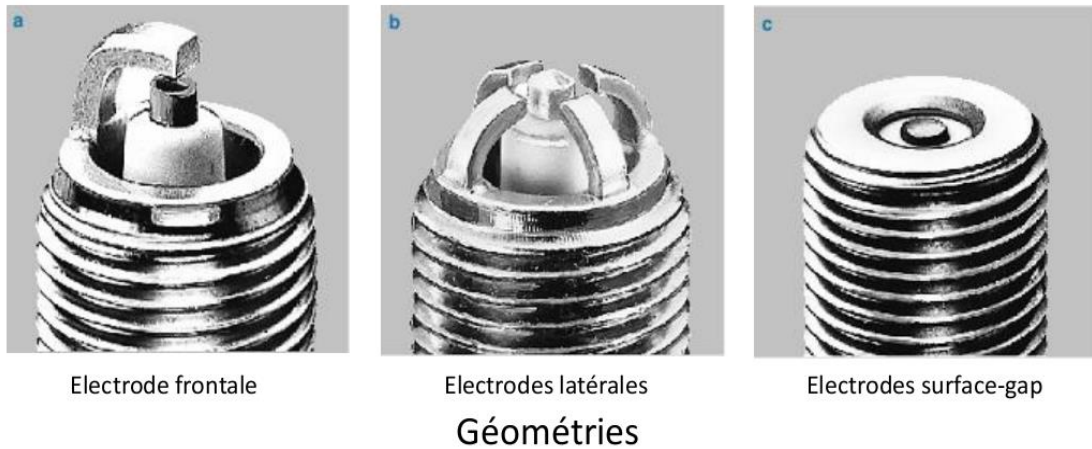 a
b
c
Electrode frontale
Electrodes latérales
Electrodes surface-gap
Géométries